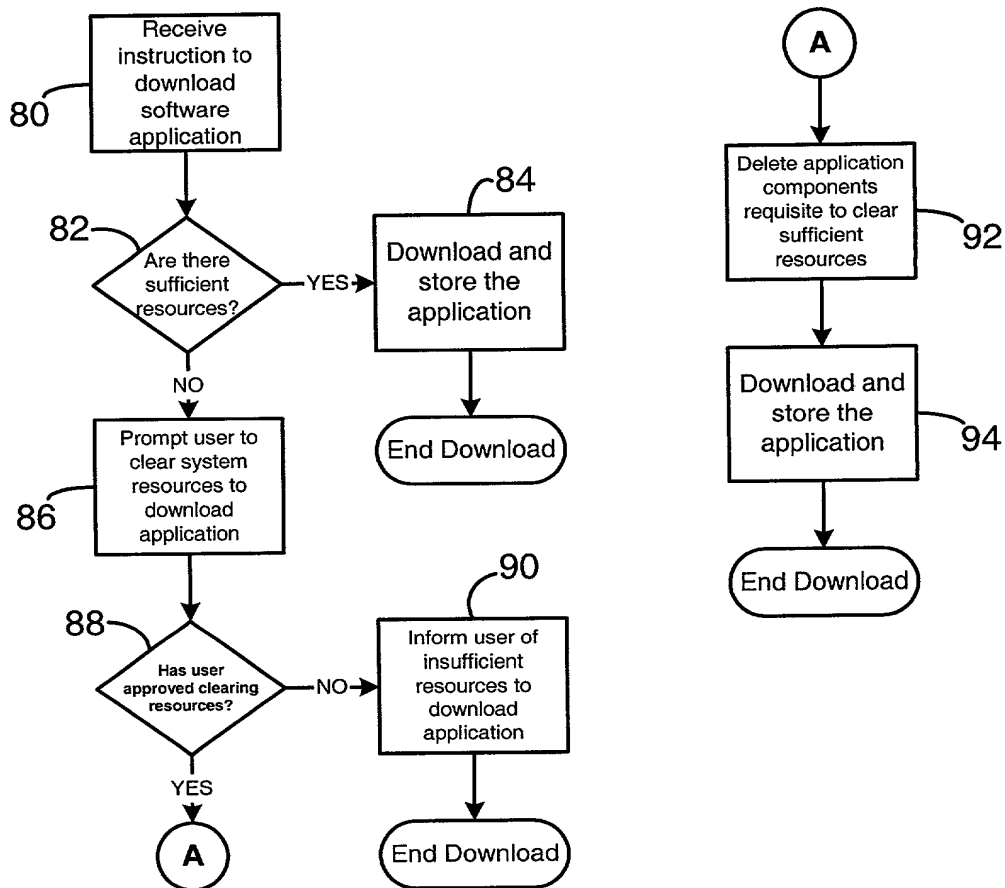 Receive
instruction to
download
software
application
80
82
Are there
sufficient
resources?
YES
84
Download and
store the
application
End Download
NO
Prompt user to
clear system
resources to
download
application
86
88
Has user
approved clearing
resources?
NO
90
Inform user of
insufficient
resources to
download
application
End Download
YES
A
A
Delete application
components
requisite to clear
sufficient
resources
92
Download and
store the
application
94
End Download